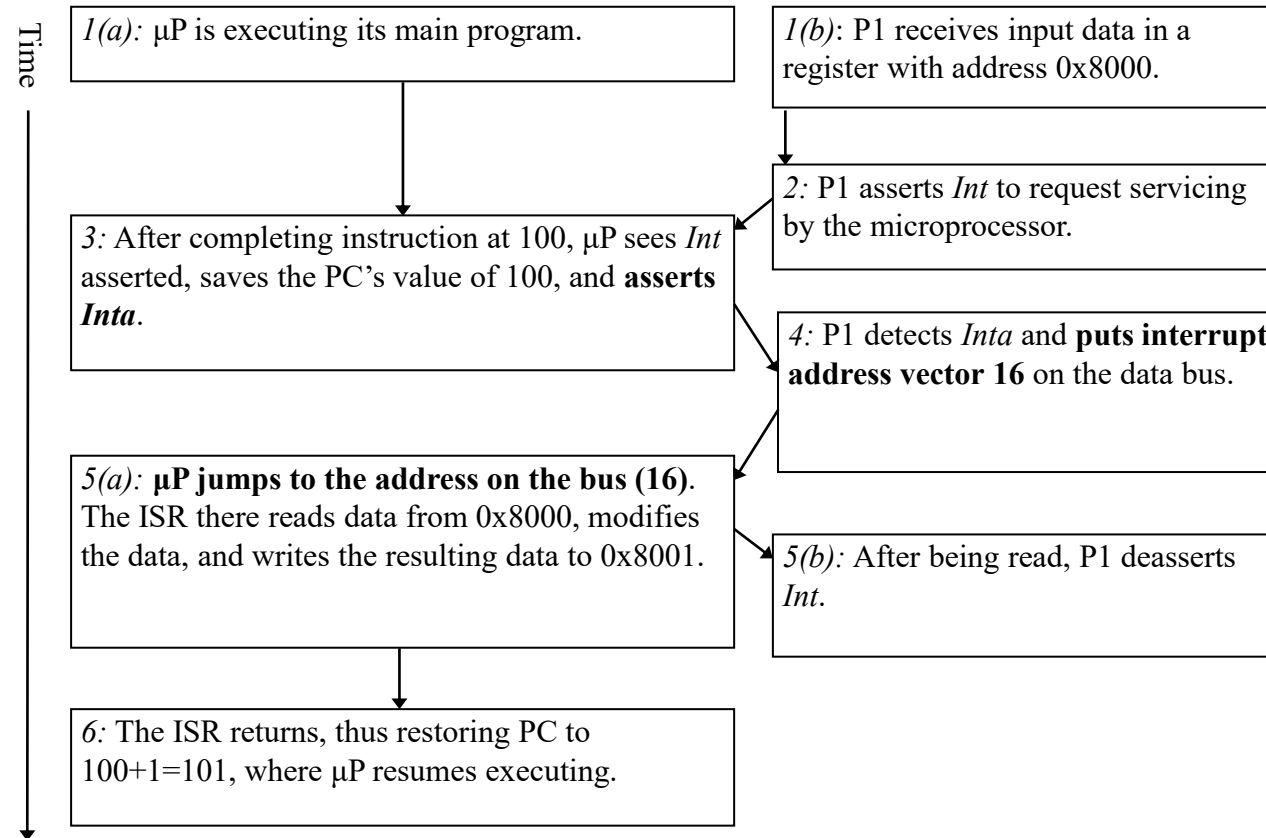 Time
1(a): μP is executing its main program.
1(b): P1 receives input data in a
register with address 0x8000.
2: P1 asserts Int to request servicing
by the microprocessor.
3: After completing instruction at 100, μP sees Int
asserted, saves the PC’s value of 100, and asserts
Inta.
4: P1 detects Inta and puts interrupt
address vector 16 on the data bus.
5(a): μP jumps to the address on the bus (16).
The ISR there reads data from 0x8000, modifies
the data, and writes the resulting data to 0x8001.
5(b): After being read, P1 deasserts
Int.
6: The ISR returns, thus restoring PC to
100+1=101, where μP resumes executing.